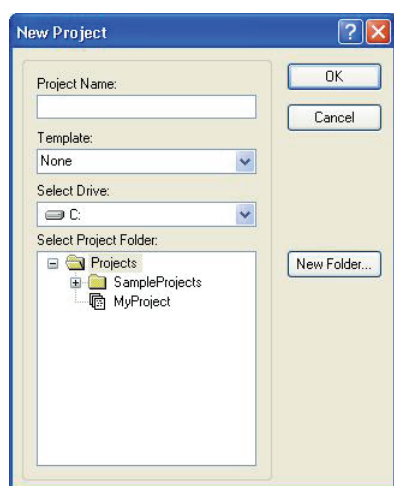 New Project
Project Name:
OK
Cancel
Template:
None
Select Drive:
C:
Select Project Folder:
Projects
SampleProjects
MyProject
New Folder...